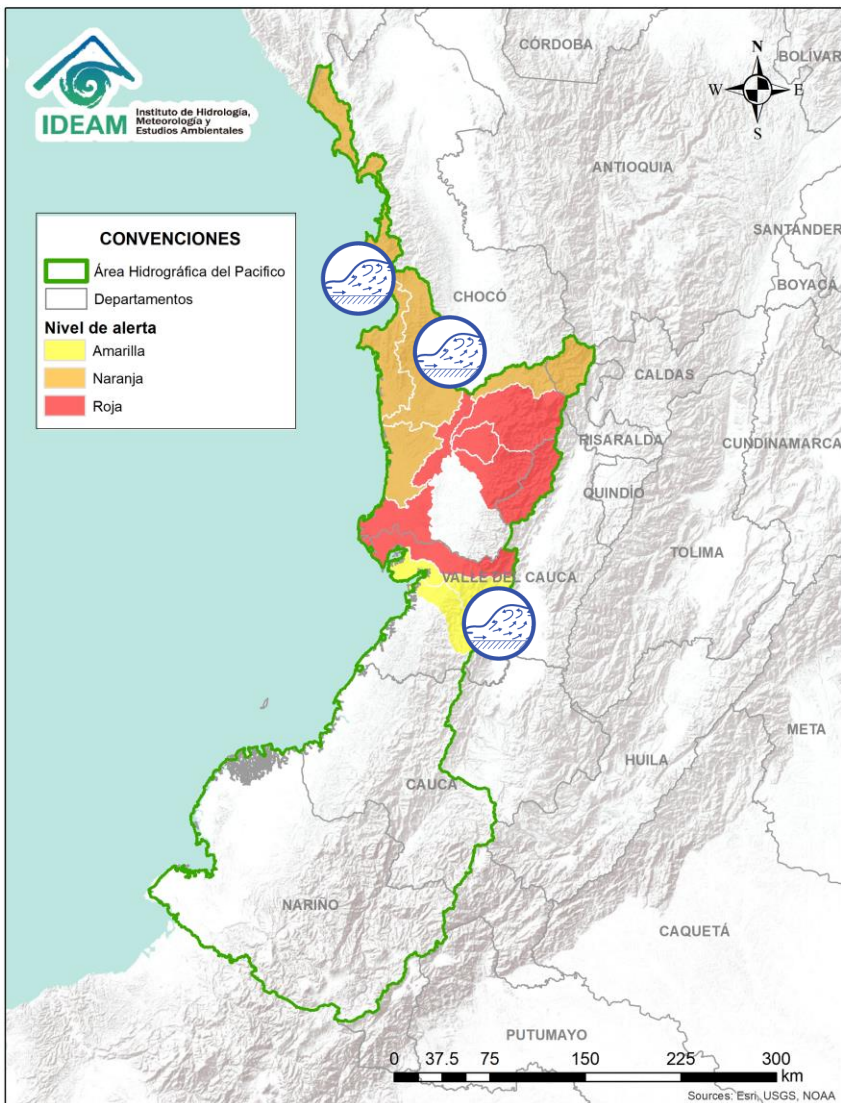 IDEAM
Instituto de Hidrología,
Meteorología y
Estudios Ambientales
N
W
E
S
CÓRDOBA
BOLÍVAR
ANTIOQUIA
SANTANDER
BOYACÁ
CONVENCIONES
Área Hidrográfica del Pacifico
Departamentos
Nivel de alerta
Amarilla
Naranja
Roja
CHOCÓ
CALDAS
RISARALDA
CUNDINAMARCA
QUINDÍO
TOLIMA
VALLE DEL CAUCA
META
HUILA
CAUCA
NARIÑO
CAQUETÁ
PUTUMAYO
0 37.5 75 150 225 300
km
Sources: Esri, USGS, NOAA